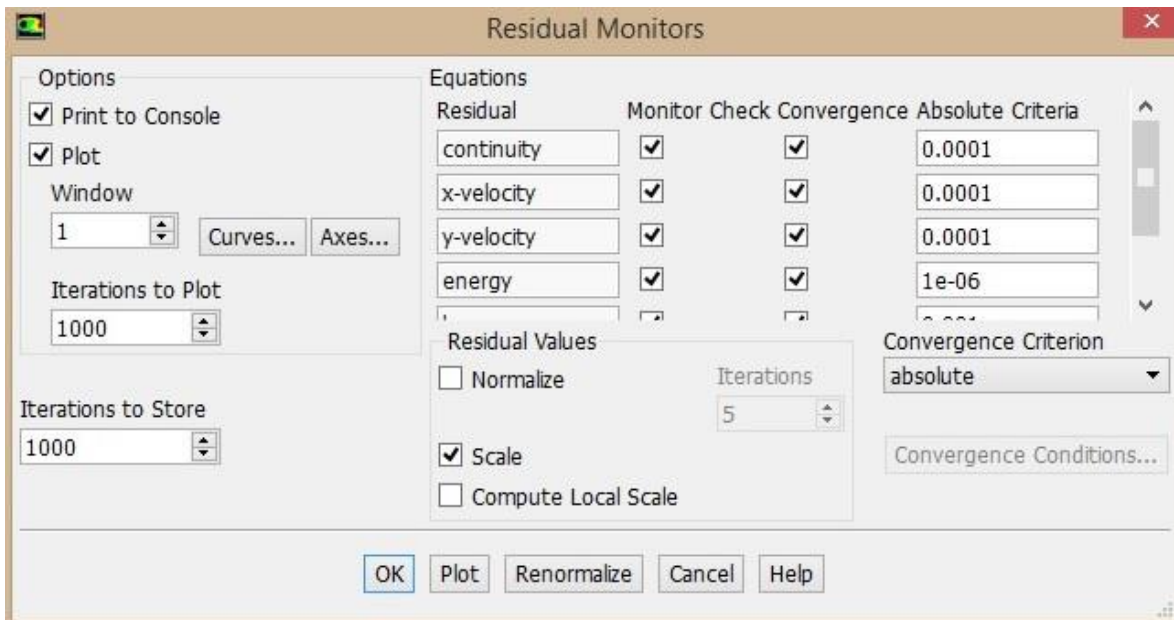 Residual Monitors
Options
Print to Console
Plot
Window
1
Curves... Axes...
Iterations to Plot
1000
Iterations to Store
1000
Equations
Residual Monitor Check Convergence Absolute Criteria
continuity 0.0001
x-velocity 0.0001
y-velocity 0.0001
energy 1e-06
Residual Values
Normalize
Iterations
5
Scale
Compute Local Scale
Convergence Criterion
absolute
Convergence Conditions...
OK Plot Renormalize Cancel Help